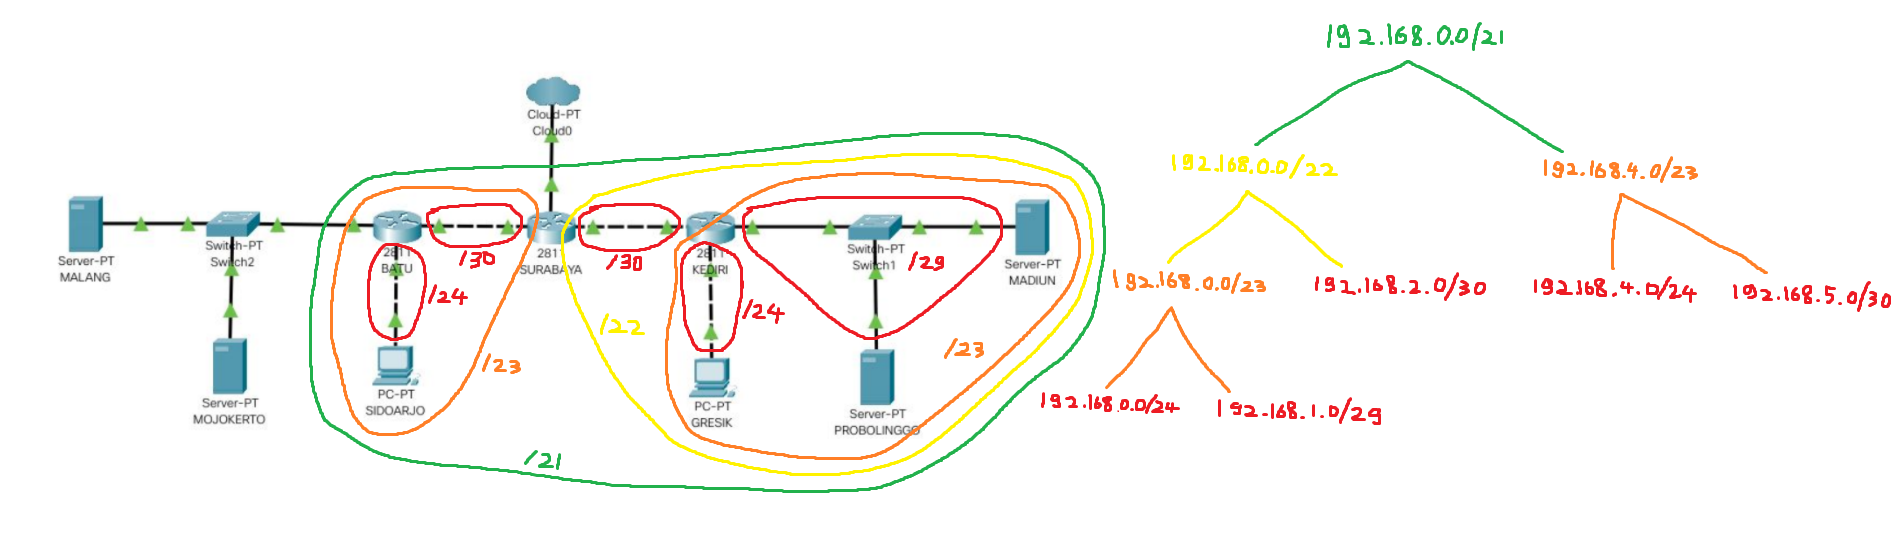 Cloud-PT
Cloud0
Server-PT
MALANG
Switch-PT
Switch2
Server-PT
MOJOKERTO
2811
BATU
/30
/24
PC-PT
SIDOARJO
/23
281
SURABAYA
/30
/22
2811
KEDIRI
/24
PC-PT
GRESIK
Switch-PT
Switch1
/29
Server-PT
MADIUN
/23
Server-PT
PROBOLINGGO
/21
192.168.0.0/21
192.168.0.0/22
192.168.4.0/23
192.168.0.0/23
192.168.2.0/30
192.168.4.0/24
192.168.5.0/30
192.168.0.0/24
192.168.1.0/29